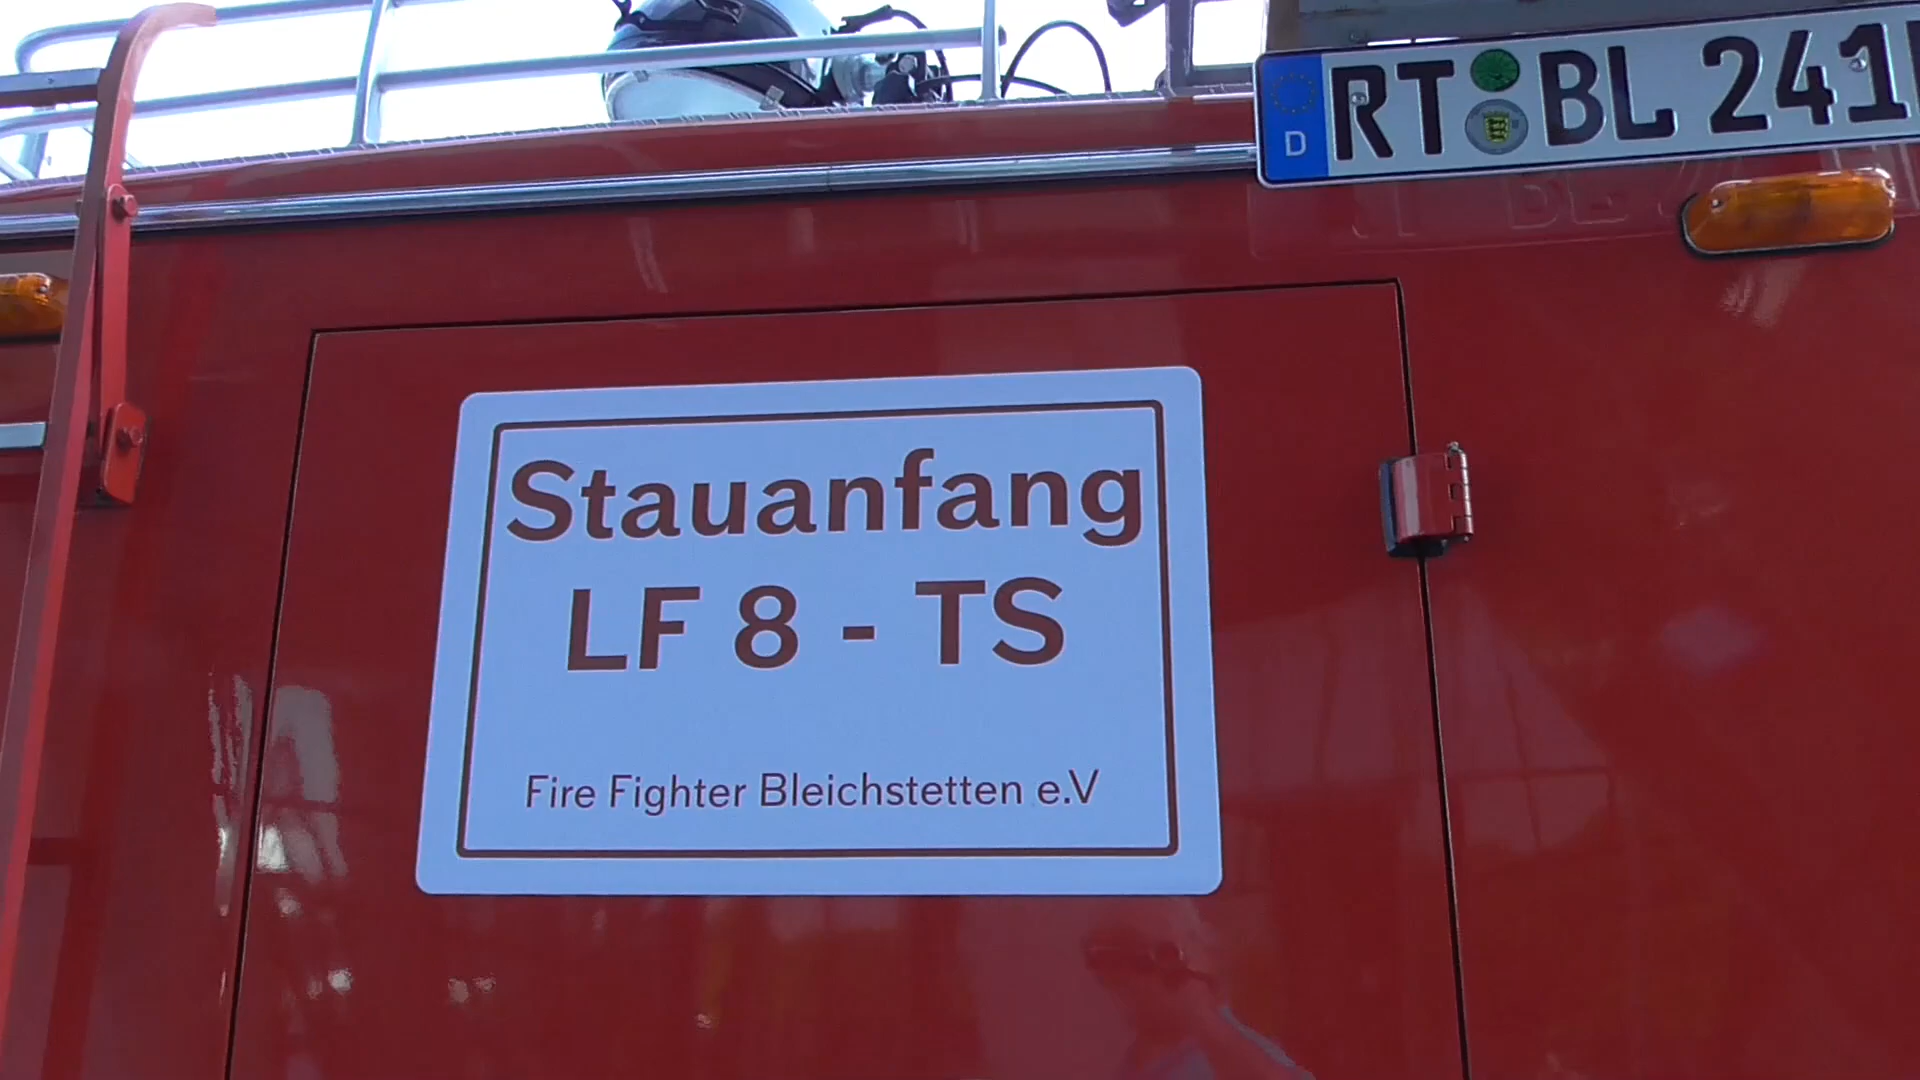 D RT BL 241
Stauanfang
LF 8 - TS
Fire Fighter Bleichstetten e.V